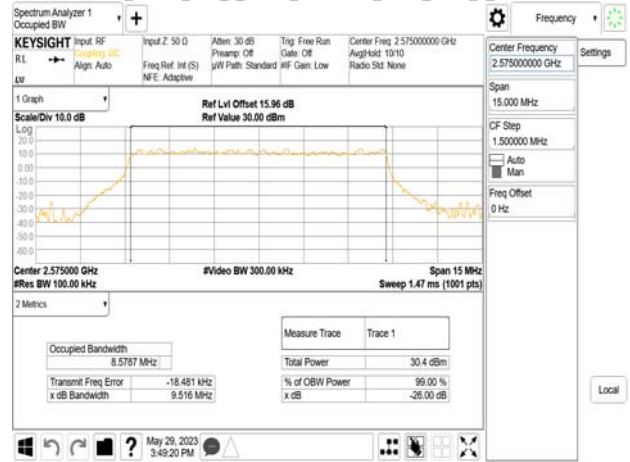 Spectrum Analyzer 1
Occupied BW
+
Frequency
KEYSIGHT
RL
Input: RF
Coupling: DC
Align: Auto
Input Z: 50 Ω
Freq Ref: Int (S)
NFE: Adaptive
Atten: 30 dB
Preamp: Off
µW Path: Standard
Trig: Free Run
Gate: Off
#IF Gain: Low
Center Freq: 2.575000000 GHz
Avg|Hold: 10/10
Radio Std: None
Center Frequency
2.575000000 GHz
Settings
Span
15.000 MHz
CF Step
1.500000 MHz
Auto
Man
Freq Offset
0 Hz
Local
1 Graph
Scale/Div 10.0 dB
Ref Lvl Offset 15.96 dB
Ref Value 30.00 dBm
Log
20.0
10.0
0.00
-10.0
-20.0
-30.0
-40.0
-50.0
-60.0
Center 2.575000 GHz
#Res BW 100.00 kHz
#Video BW 300.00 kHz
Span 15 MHz
Sweep 1.47 ms (1001 pts)
2 Metrics
Measure Trace Trace 1
Occupied Bandwidth
8.5787 MHz
Total Power 30.4 dBm
Transmit Freq Error -18.481 kHz
% of OBW Power 99.00 %
x dB Bandwidth 9.516 MHz
x dB -26.00 dB
?
May 29, 2023
3:49:20 PM